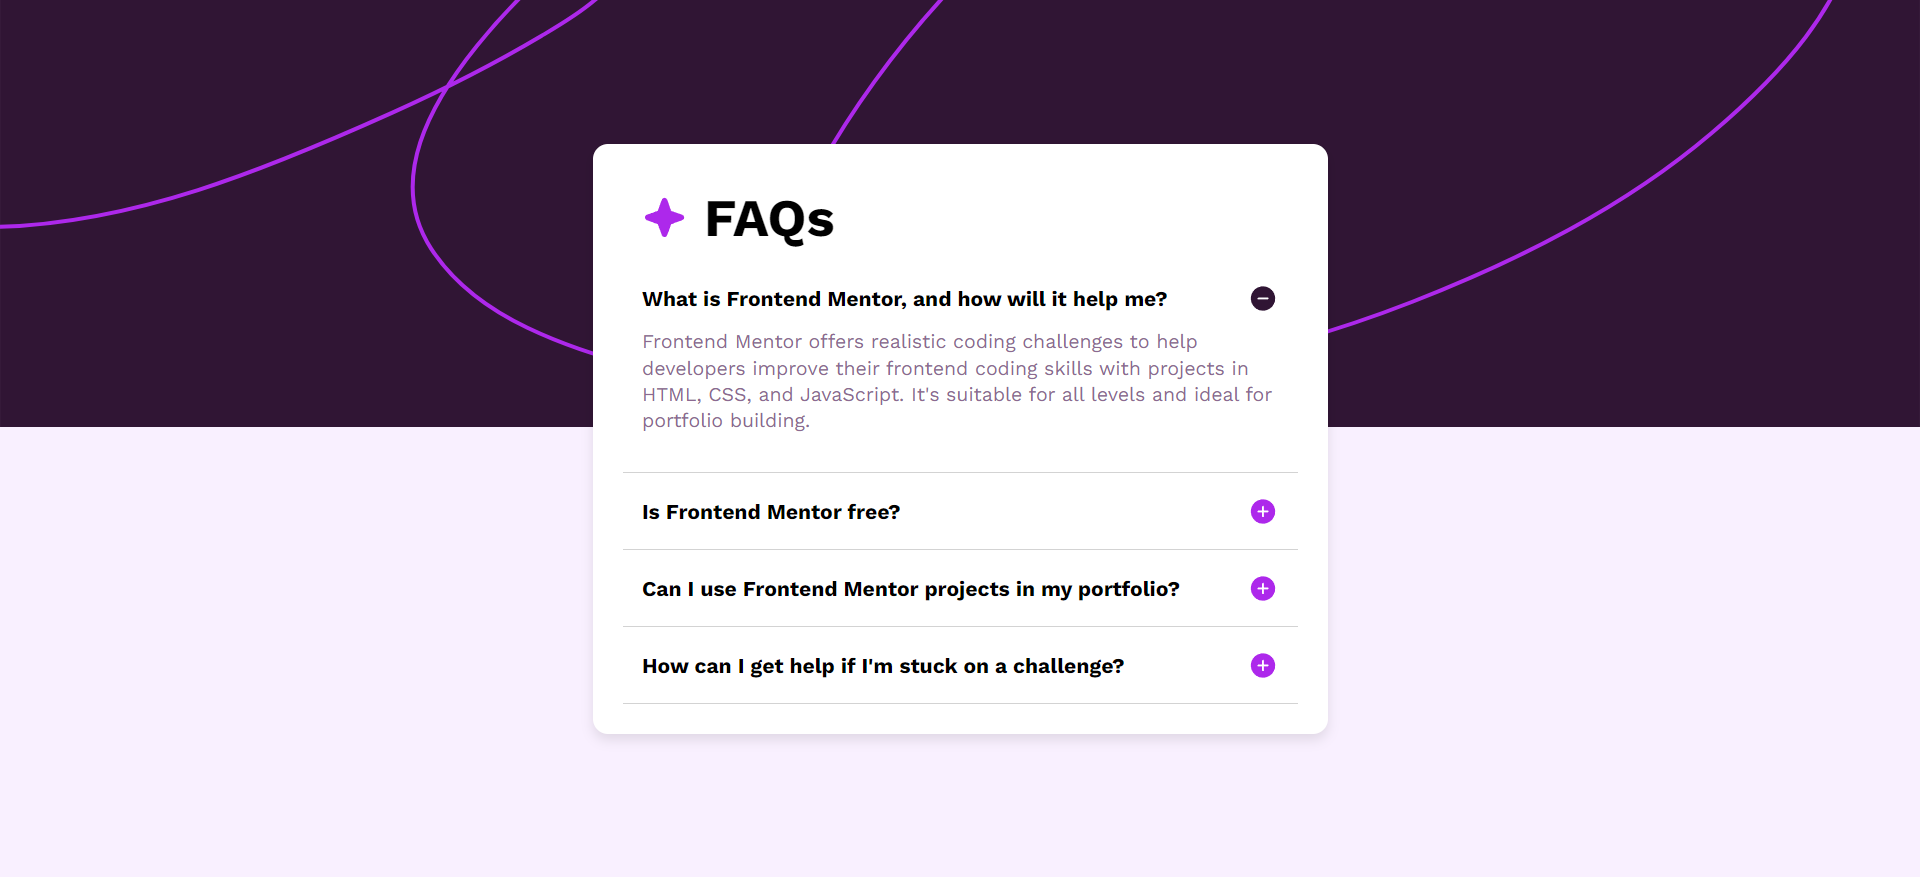 FAQs
What is Frontend Mentor, and how will it help me?
Frontend Mentor offers realistic coding challenges to help
developers improve their frontend coding skills with projects in
HTML, CSS, and JavaScript. It's suitable for all levels and ideal for
portfolio building.
Is Frontend Mentor free?
Can I use Frontend Mentor projects in my portfolio?
How can I get help if I'm stuck on a challenge?